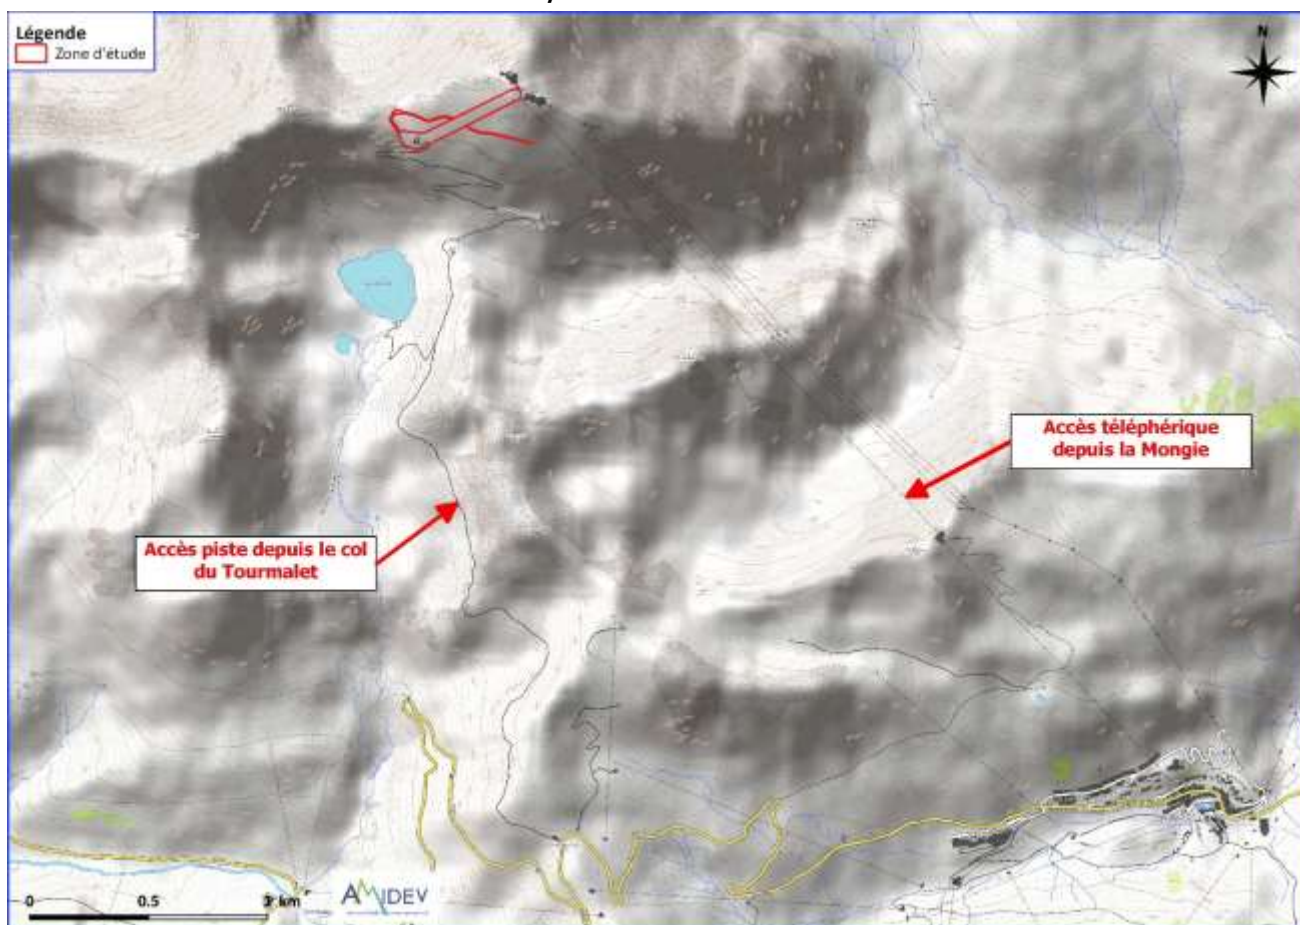 Légende
Zone d'étude
N
Accès téléphérique
depuis la Mongie
Accès piste depuis le col
du Tourmalet
0
0.5
1 km
AMIDEV